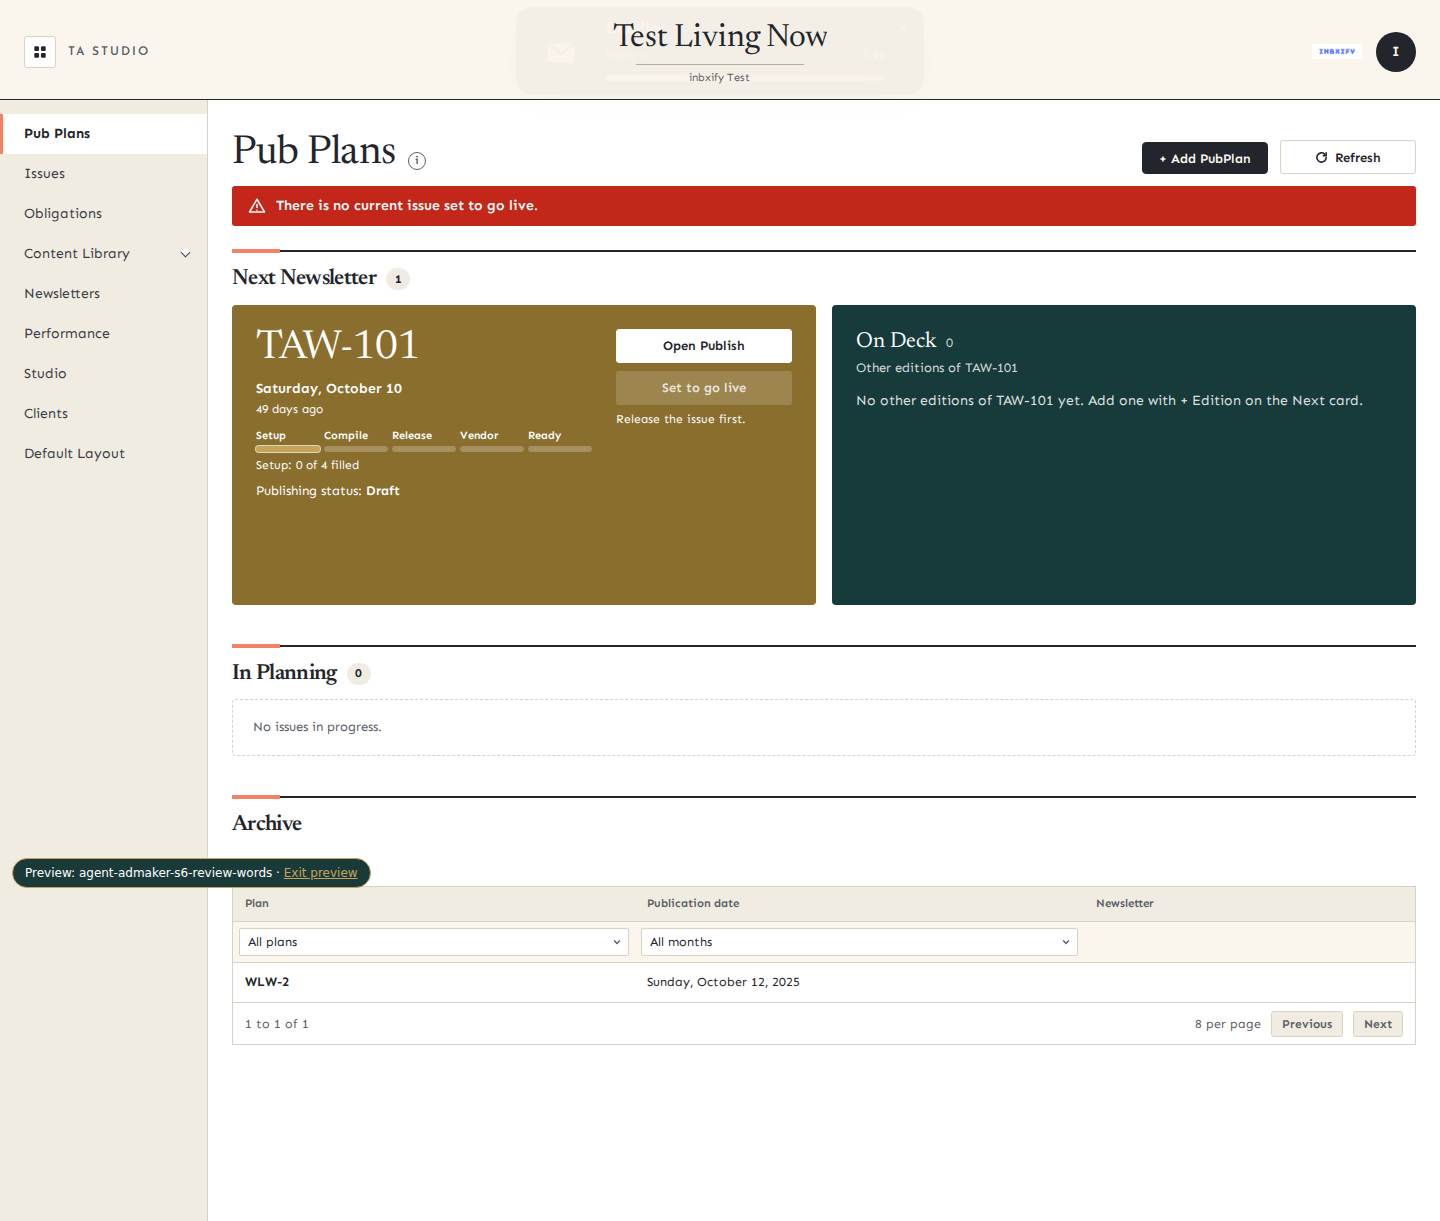 TA STUDIO
Test Living Now
inbxify Test
INBXIFY
I
Pub Plans
Issues
Obligations
Content Library
Newsletters
Performance
Studio
Clients
Default Layout
Pub Plans
i
+ Add PubPlan
Refresh
There is no current issue set to go live.
Next Newsletter 1
TAW-101
Saturday, October 10
49 days ago
Setup Compile Release Vendor Ready
Setup: 0 of 4 filled
Publishing status: Draft
Open Publish
Set to go live
Release the issue first.
On Deck 0
Other editions of TAW-101
No other editions of TAW-101 yet. Add one with + Edition on the Next card.
In Planning 0
No issues in progress.
Archive
Preview: agent-admaker-s6-review-words · Exit preview
Plan Publication date Newsletter
All plans All months
WLW-2 Sunday, October 12, 2025
1 to 1 of 1 8 per page Previous Next